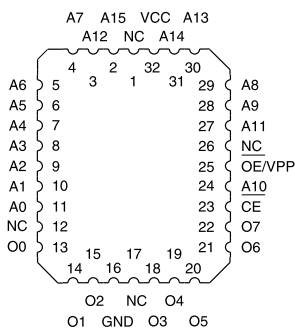 A7 A15 VCC A13
A12 NC A14
4 2 32 30
3 1 31
A6 5 29 A8
A5 6 28 A9
A4 7 27 A11
A3 8 26 NC
A2 9 25 OE/VPP
A1 10 24 A10
A0 11 23 CE
NC 12 22 O7
O0 13 21 O6
15 17 19
14 16 18 20
O2 NC O4
O1 GND O3 O5